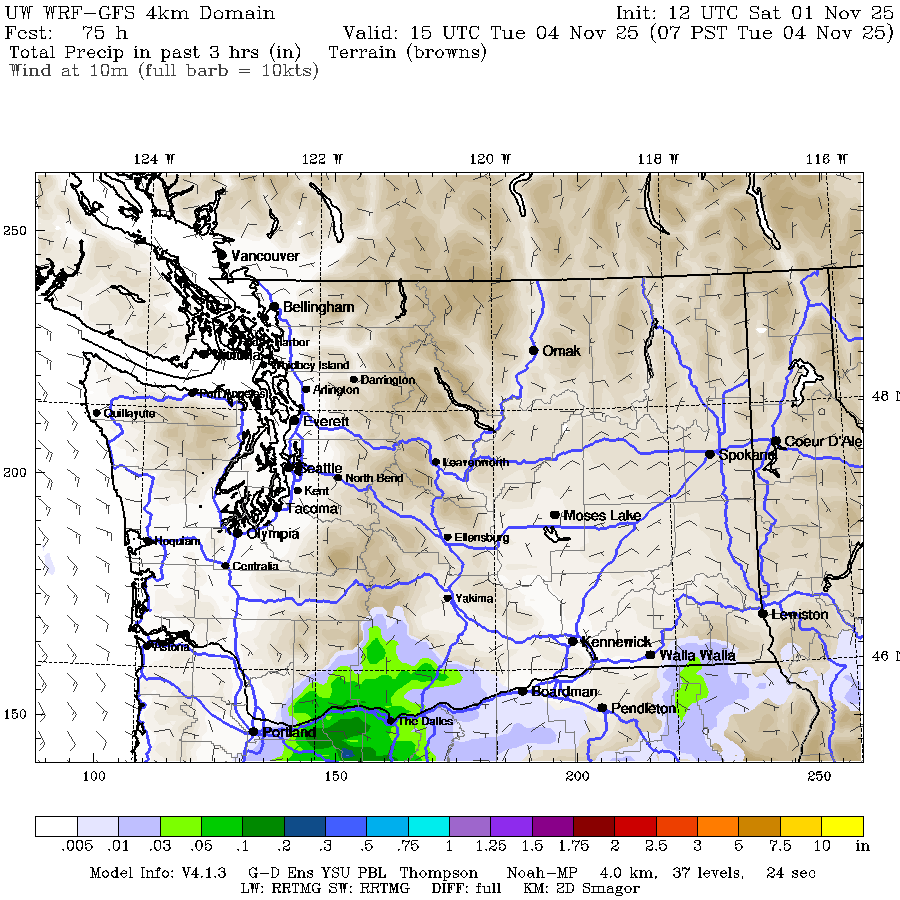 UW WRF-GFS 4km Domain Init: 12 UTC Sat 01 Nov 25
Fcst: 75 h Valid: 15 UTC Tue 04 Nov 25 (07 PST Tue 04 Nov 25)
Total Precip in past 3 hrs (in) Terrain (browns)
Wind at 10m (full barb = 10kts)
124 W 122 W 120 W 118 W 116 W
250
Vancouver
Bellingham
Harbor
Omak
Whidbey Island
Darrington
Arlington
Port Angeles
48 N
Quillayute
Everett
Coeur D'Ale
Spokane
Leavenworth
200
Seattle
North Bend
Kent
Tacoma
Moses Lake
Olympia
Ellensburg
Hoquiam
Centralia
Yakima
Lewiston
Kennewick
Astoria
Walla Walla
46 N
Boardman
Pendleton
150
The Dalles
Portland
100 150 200 250
.005 .01 .03 .05 .1 .2 .3 .5 .75 1 1.25 1.5 1.75 2 2.5 3 5 7.5 10 in
Model Info: V4.1.3 G-D Ens YSU PBL Thompson Noah-MP 4.0 km, 37 levels, 24 sec
LW: RRTMG SW: RRTMG DIFF: full KM: 2D Smagor